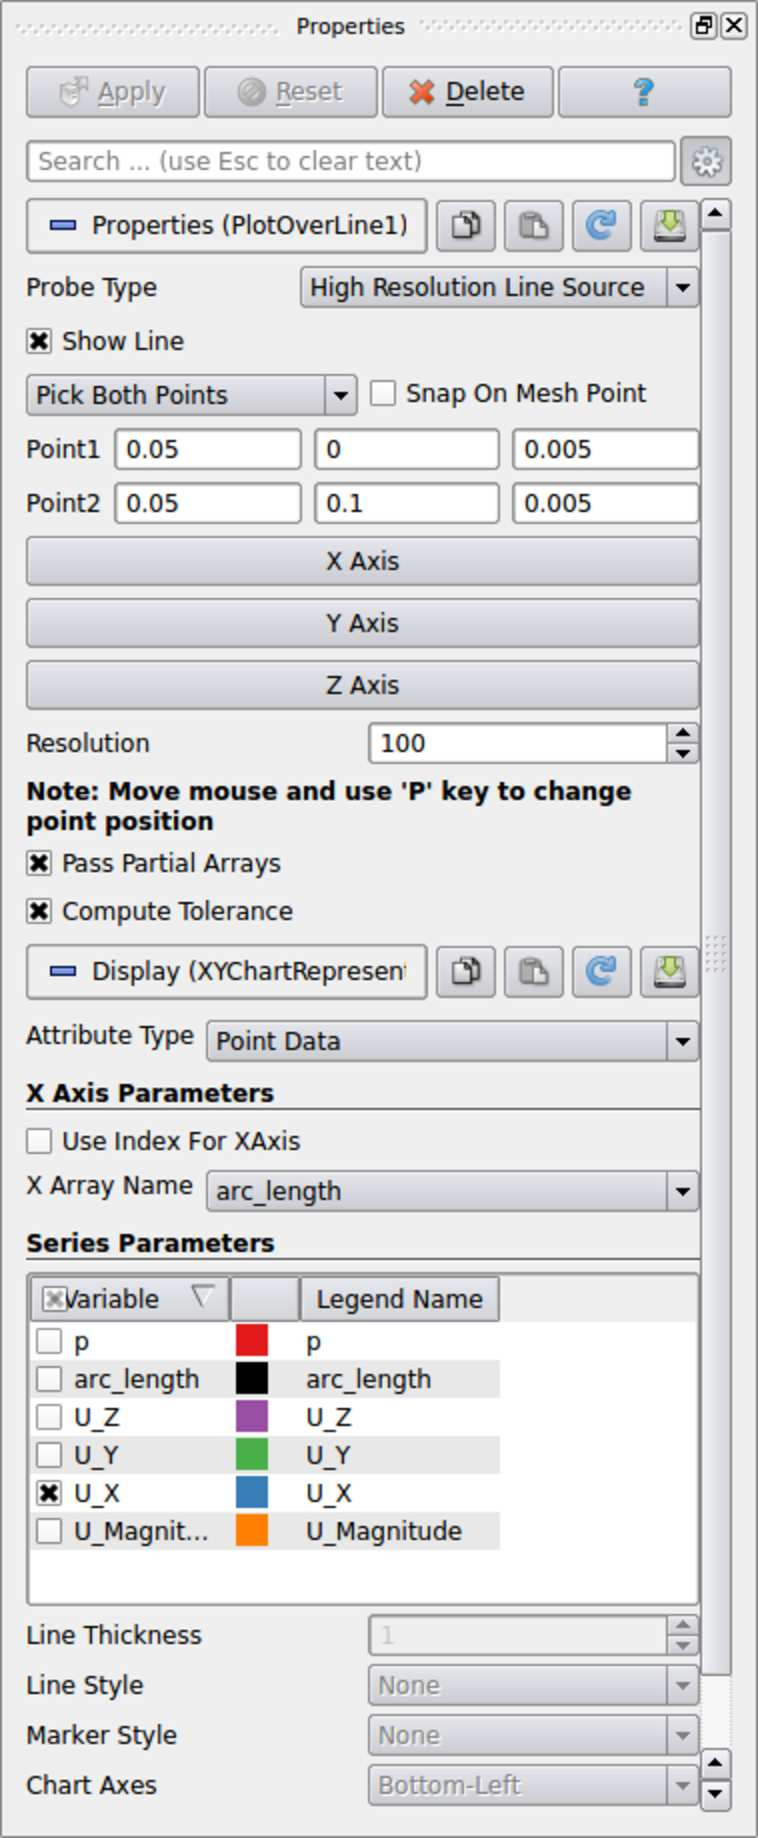 Properties
Apply Reset Delete ?
Search ... (use Esc to clear text)
Properties (PlotOverLine1)
Probe Type High Resolution Line Source
Show Line
Pick Both Points Snap On Mesh Point
Point1 0.05 0 0.005
Point2 0.05 0.1 0.005
X Axis
Y Axis
Z Axis
Resolution 100
Note: Move mouse and use 'P' key to change
point position
Pass Partial Arrays
Compute Tolerance
Display (XYChartRepresent
Attribute Type Point Data
X Axis Parameters
Use Index For XAxis
X Array Name arc_length
Series Parameters
Variable Legend Name
p p
arc_length arc_length
U_Z U_Z
U_Y U_Y
U_X U_X
U_Magnit... U_Magnitude
Line Thickness 1
Line Style None
Marker Style None
Chart Axes Bottom-Left